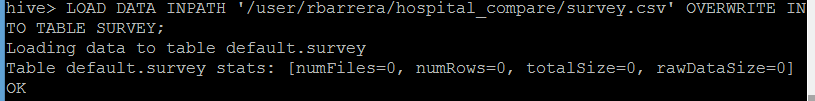 hive> LOAD DATA INPATH '/user/rbarrera/hospital_compare/survey.csv' OVERWRITE IN
TO TABLE SURVEY;
Loading data to table default.survey
Table default.survey stats: [numFiles=0, numRows=0, totalSize=0, rawDataSize=0]
OK